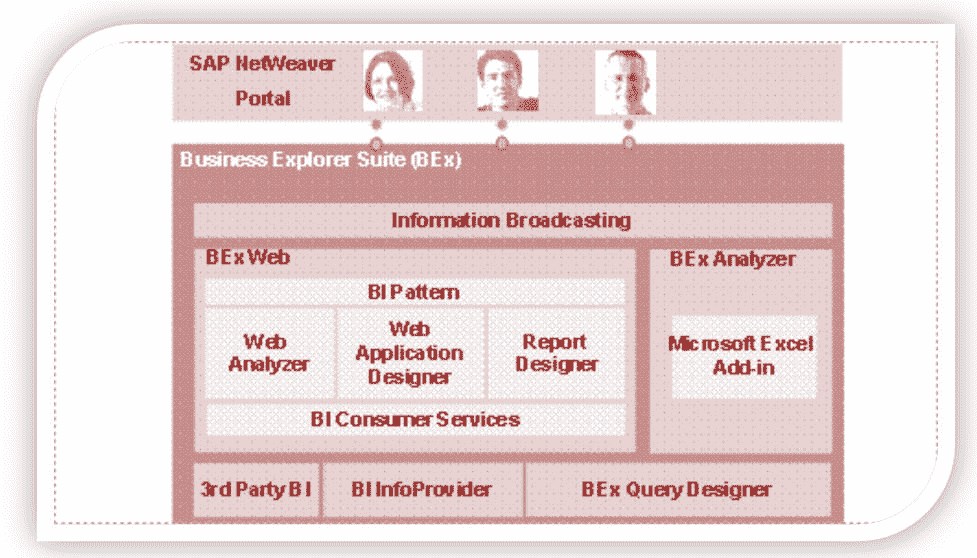 SAP NetWeaver
Portal
Business Explorer Suite (BEx)
Information Broadcasting
BEx Web
BEx Analyzer
BI Pattern
Web
Analyzer
Web
Application
Designer
Report
Designer
Microsoft Excel
Add-in
BI Consumer Services
3rd Party BI
BI InfoProvider
BEx Query Designer